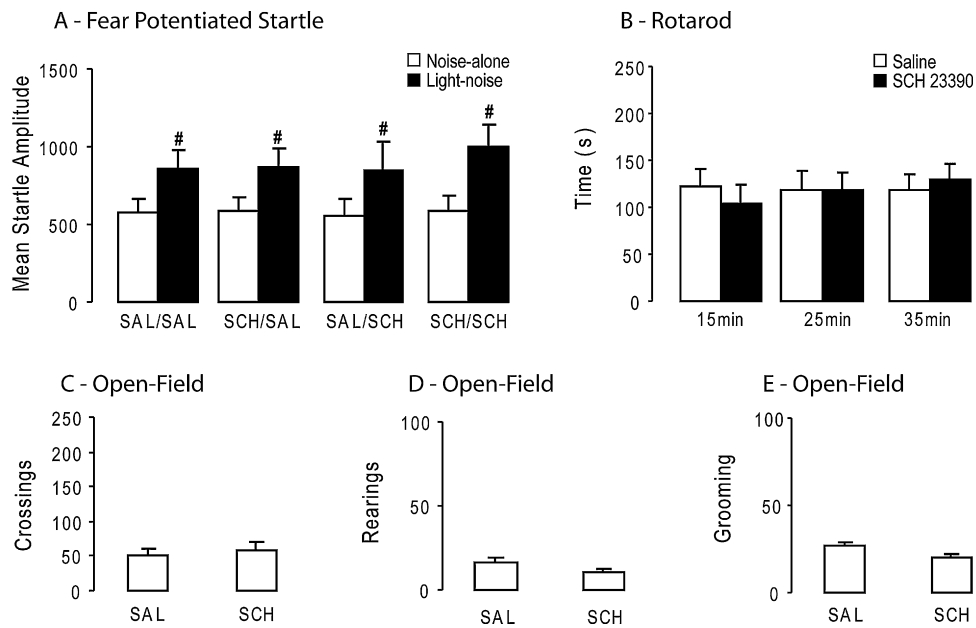 A - Fear Potentiated Startle
Noise-alone
Light-noise
Mean Startle Amplitude
1500
1000
500
0
#
#
#
#
SAL/SAL
SCH/SAL
SAL/SCH
SCH/SCH
B - Rotarod
Saline
SCH 23390
Time (s)
250
200
150
100
50
0
15min
25min
35min
C - Open-Field
Crossings
250
200
150
100
50
0
SAL
SCH
D - Open-Field
Rearings
100
50
0
SAL
SCH
E - Open-Field
Grooming
100
50
0
SAL
SCH